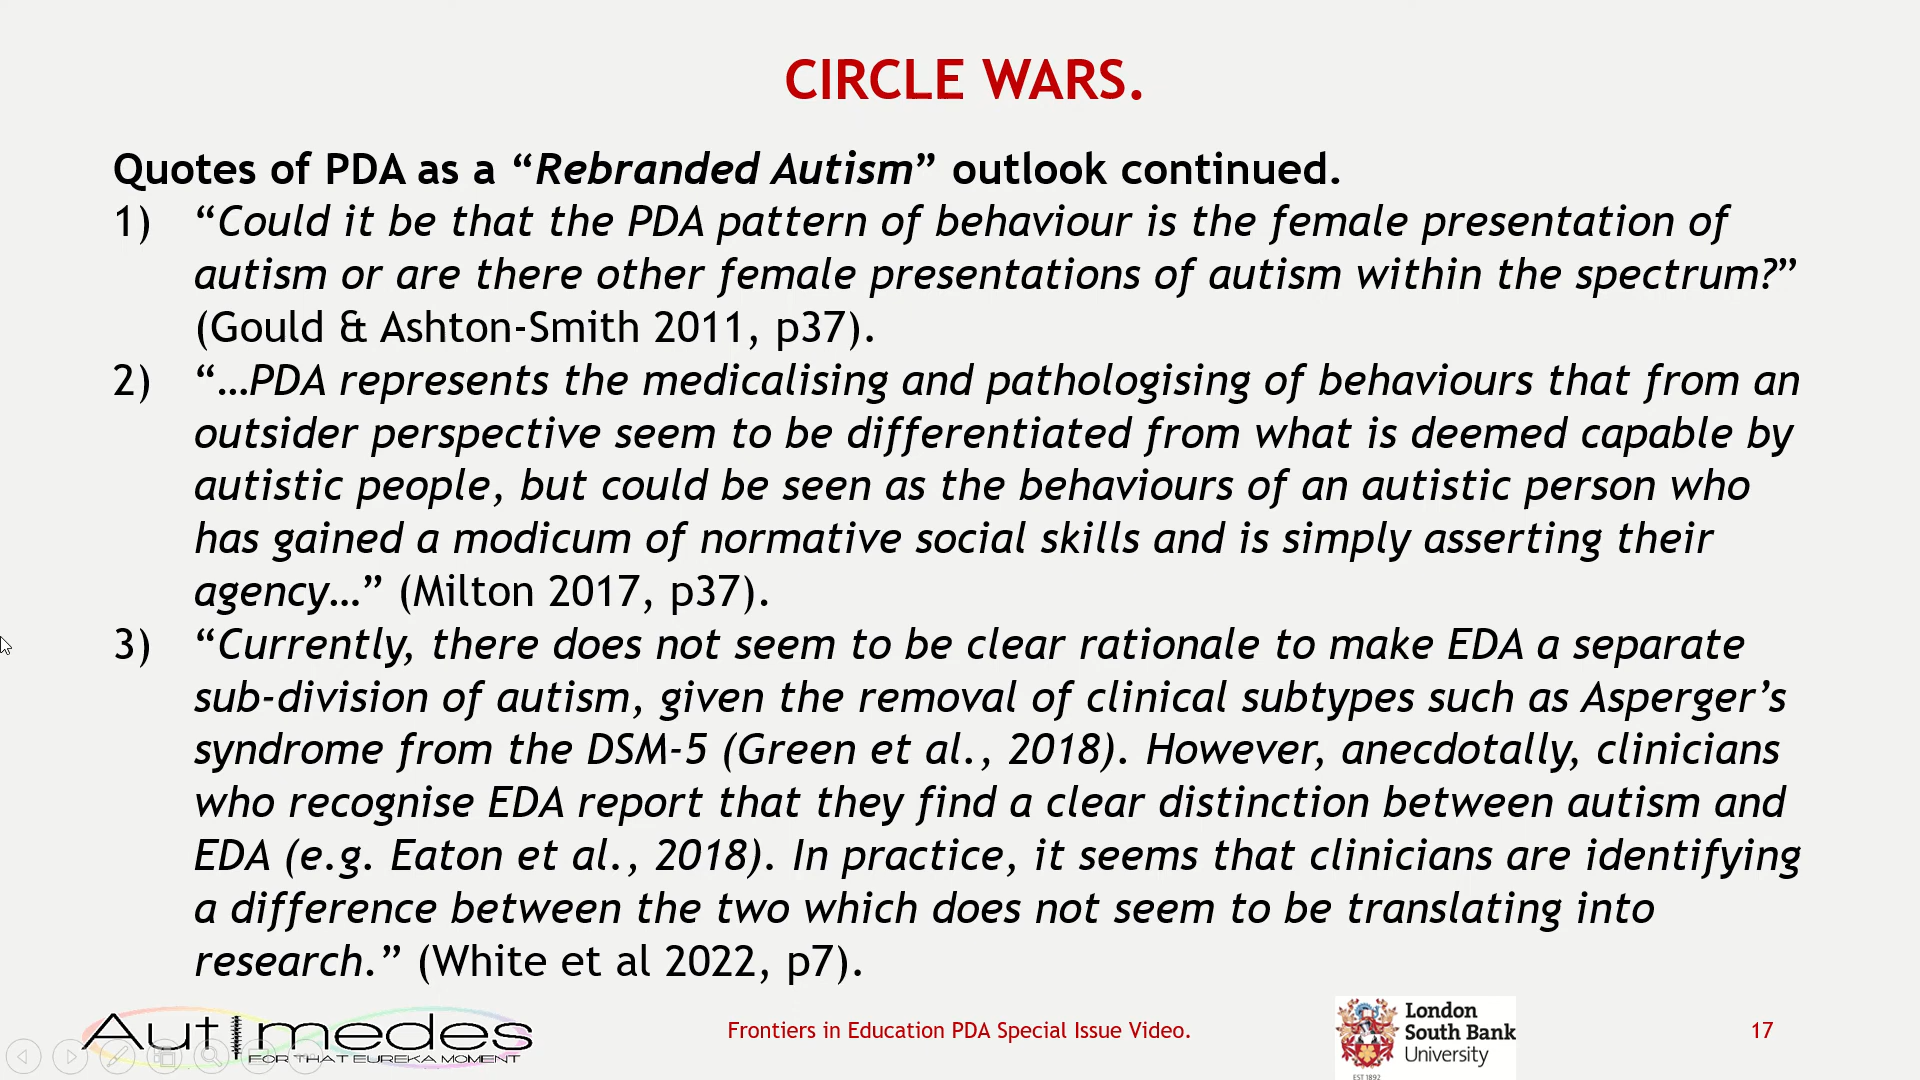 CIRCLE WARS.
Quotes of PDA as a “Rebranded Autism” outlook continued.
1) “Could it be that the PDA pattern of behaviour is the female presentation of
autism or are there other female presentations of autism within the spectrum?”
(Gould & Ashton-Smith 2011, p37).
2) “…PDA represents the medicalising and pathologising of behaviours that from an
outsider perspective seem to be differentiated from what is deemed capable by
autistic people, but could be seen as the behaviours of an autistic person who
has gained a modicum of normative social skills and is simply asserting their
agency…” (Milton 2017, p37).
3) “Currently, there does not seem to be clear rationale to make EDA a separate
sub-division of autism, given the removal of clinical subtypes such as Asperger’s
syndrome from the DSM-5 (Green et al., 2018). However, anecdotally, clinicians
who recognise EDA report that they find a clear distinction between autism and
EDA (e.g. Eaton et al., 2018). In practice, it seems that clinicians are identifying
a difference between the two which does not seem to be translating into
research.” (White et al 2022, p7).
Autimedes
FOR THAT EUREKA MOMENT
Frontiers in Education PDA Special Issue Video.
London
South Bank
University
EST 1892
17